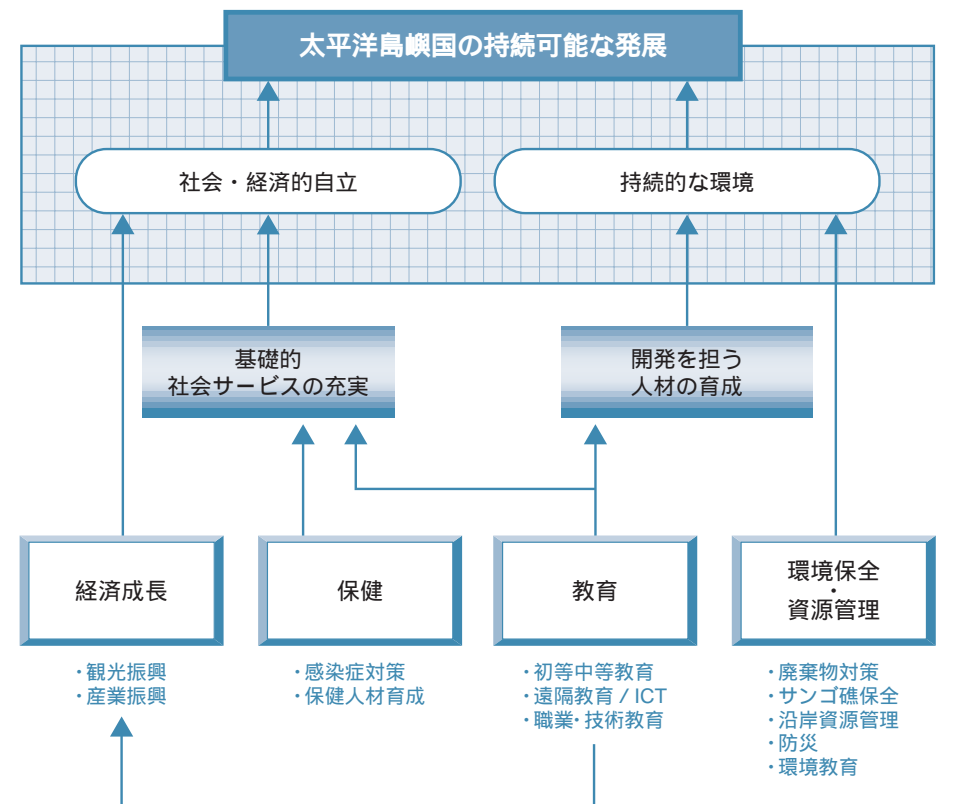 太平洋島嶼国の持続可能な発展
社会・経済的自立
持続的な環境
基礎的
社会サービスの充実
開発を担う
人材の育成
経済成長
保健
教育
環境保全
・
資源管理
・観光振興
・産業振興
・感染症対策
・保健人材育成
・初等中等教育
・遠隔教育 / ICT
・職業・技術教育
・廃棄物対策
・サンゴ礁保全
・沿岸資源管理
・防災
・環境教育